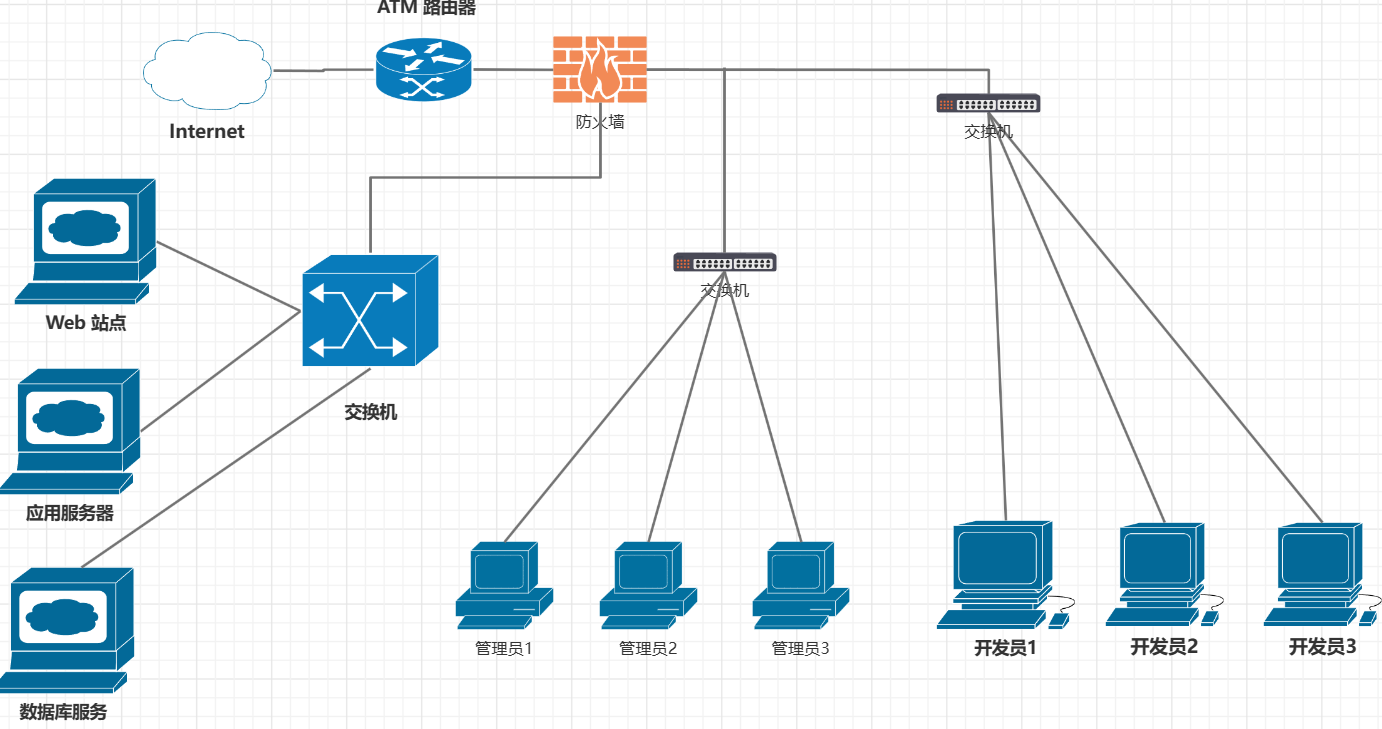 ATM 路由器
Internet
防火墙
交换机
交换机
Web 站点
交换机
应用服务器
管理员1
管理员2
管理员3
开发员1
开发员2
开发员3
数据库服务